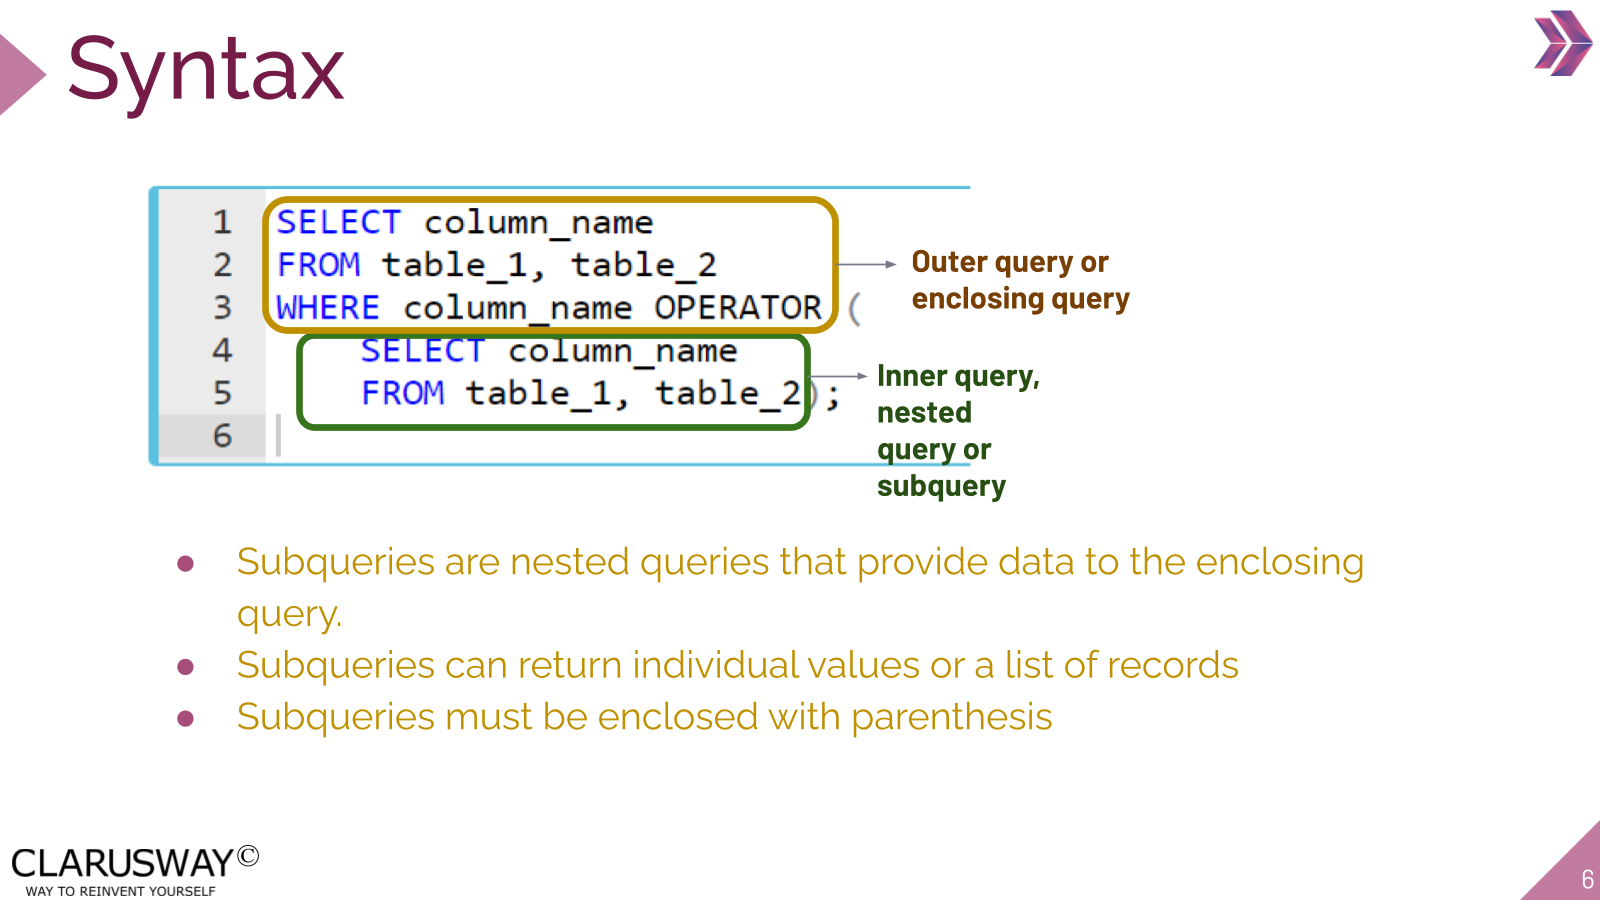 Syntax
1 SELECT column_name
2 FROM table_1, table_2
3 WHERE column_name OPERATOR (
4 SELECT column_name
5 FROM table_1, table_2);
6
Outer query or
enclosing query
Inner query,
nested
query or
subquery
● Subqueries are nested queries that provide data to the enclosing
query.
● Subqueries can return individual values or a list of records
● Subqueries must be enclosed with parenthesis
CLARUSWAY©
WAY TO REINVENT YOURSELF
6